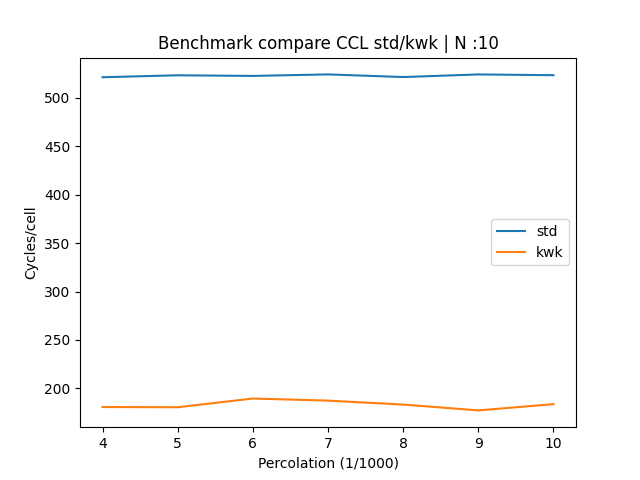 Benchmark compare CCL std/kwk | N :10
Cycles/cell
500
450
400
350
300
250
200
std
kwk
4 5 6 7 8 9 10
Percolation (1/1000)